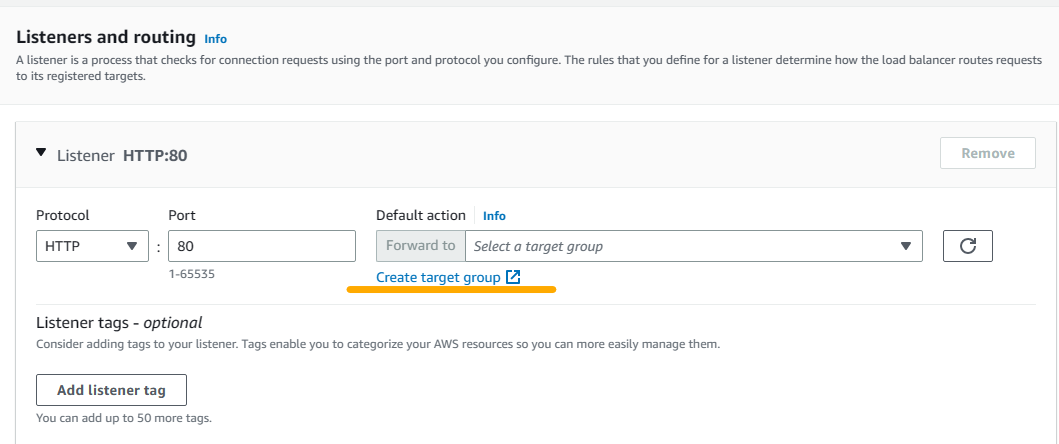 Listeners and routing Info
A listener is a process that checks for connection requests using the port and protocol you configure. The rules that you define for a listener determine how the load balancer routes requests
to its registered targets.
Listener HTTP:80
Remove
Protocol Port Default action Info
HTTP : 80 Forward to Select a target group
1-65535 Create target group
Listener tags - optional
Consider adding tags to your listener. Tags enable you to categorize your AWS resources so you can more easily manage them.
Add listener tag
You can add up to 50 more tags.